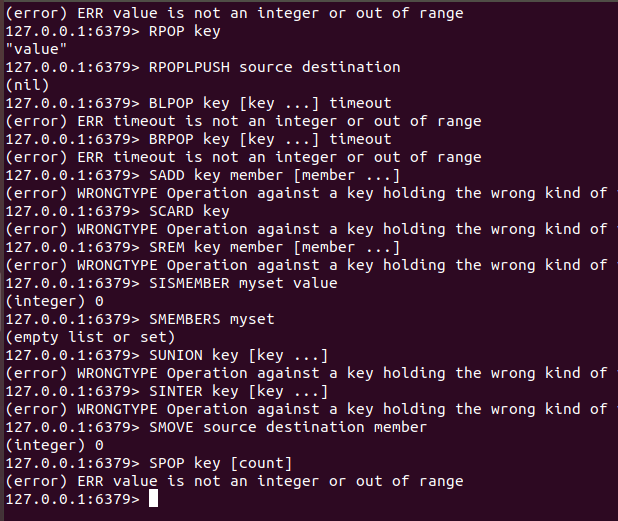 (error) ERR value is not an integer or out of range
127.0.0.1:6379> RPOP key
"value"
127.0.0.1:6379> RPOPLPUSH source destination
(nil)
127.0.0.1:6379> BLPOP key [key ...] timeout
(error) ERR timeout is not an integer or out of range
127.0.0.1:6379> BRPOP key [key ...] timeout
(error) ERR timeout is not an integer or out of range
127.0.0.1:6379> SADD key member [member ...]
(error) WRONGTYPE Operation against a key holding the wrong kind of
127.0.0.1:6379> SCARD key
(error) WRONGTYPE Operation against a key holding the wrong kind of
127.0.0.1:6379> SREM key member [member ...]
(error) WRONGTYPE Operation against a key holding the wrong kind of
127.0.0.1:6379> SISMEMBER myset value
(integer) 0
127.0.0.1:6379> SMEMBERS myset
(empty list or set)
127.0.0.1:6379> SUNION key [key ...]
(error) WRONGTYPE Operation against a key holding the wrong kind of
127.0.0.1:6379> SINTER key [key ...]
(error) WRONGTYPE Operation against a key holding the wrong kind of
127.0.0.1:6379> SMOVE source destination member
(integer) 0
127.0.0.1:6379> SPOP key [count]
(error) ERR value is not an integer or out of range
127.0.0.1:6379>